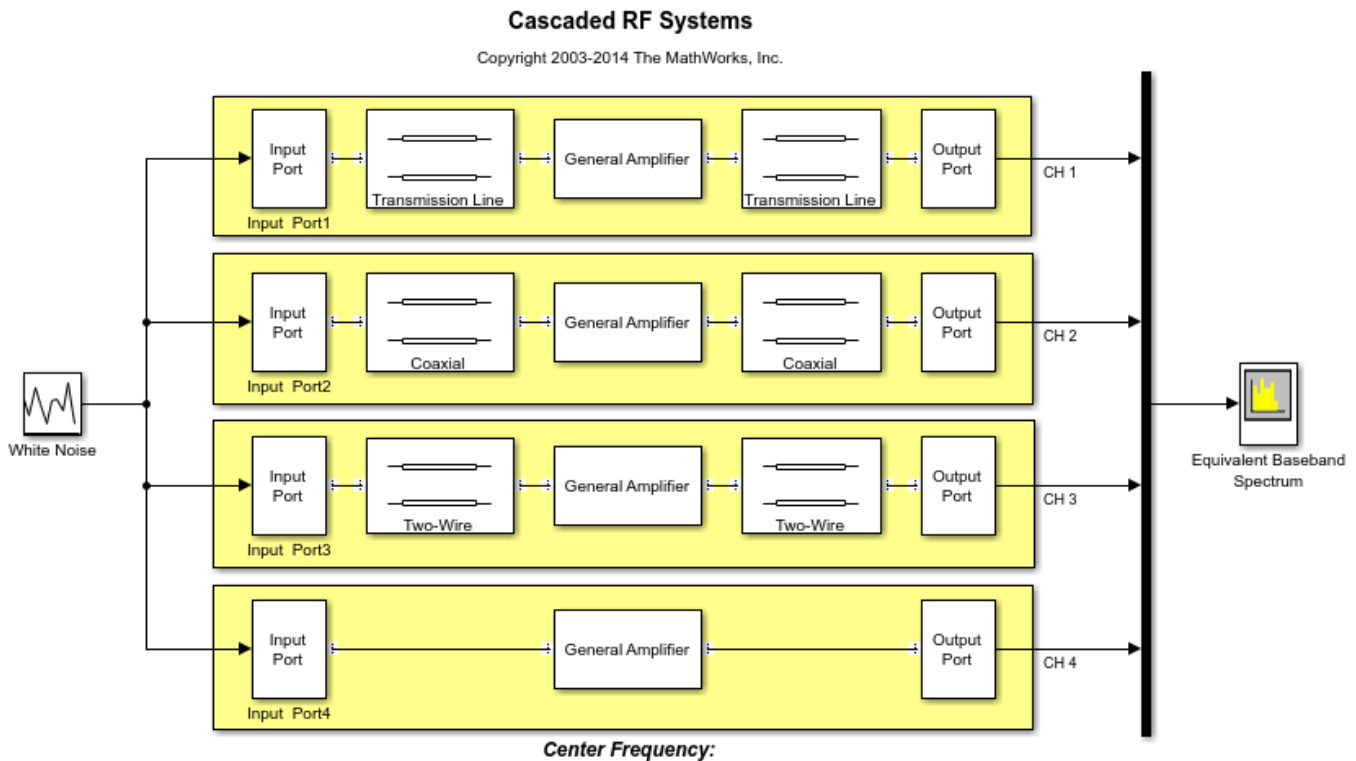 Cascaded RF Systems
Copyright 2003-2014 The MathWorks, Inc.
Input
Port
Transmission Line
General Amplifier
Transmission Line
Output
Port
CH 1
Input Port1
Input
Port
Coaxial
General Amplifier
Coaxial
Output
Port
CH 2
Input Port2
White Noise
Input
Port
Two-Wire
General Amplifier
Two-Wire
Output
Port
CH 3
Input Port3
Equivalent Baseband
Spectrum
Input
Port
General Amplifier
Output
Port
CH 4
Input Port4
Center Frequency: